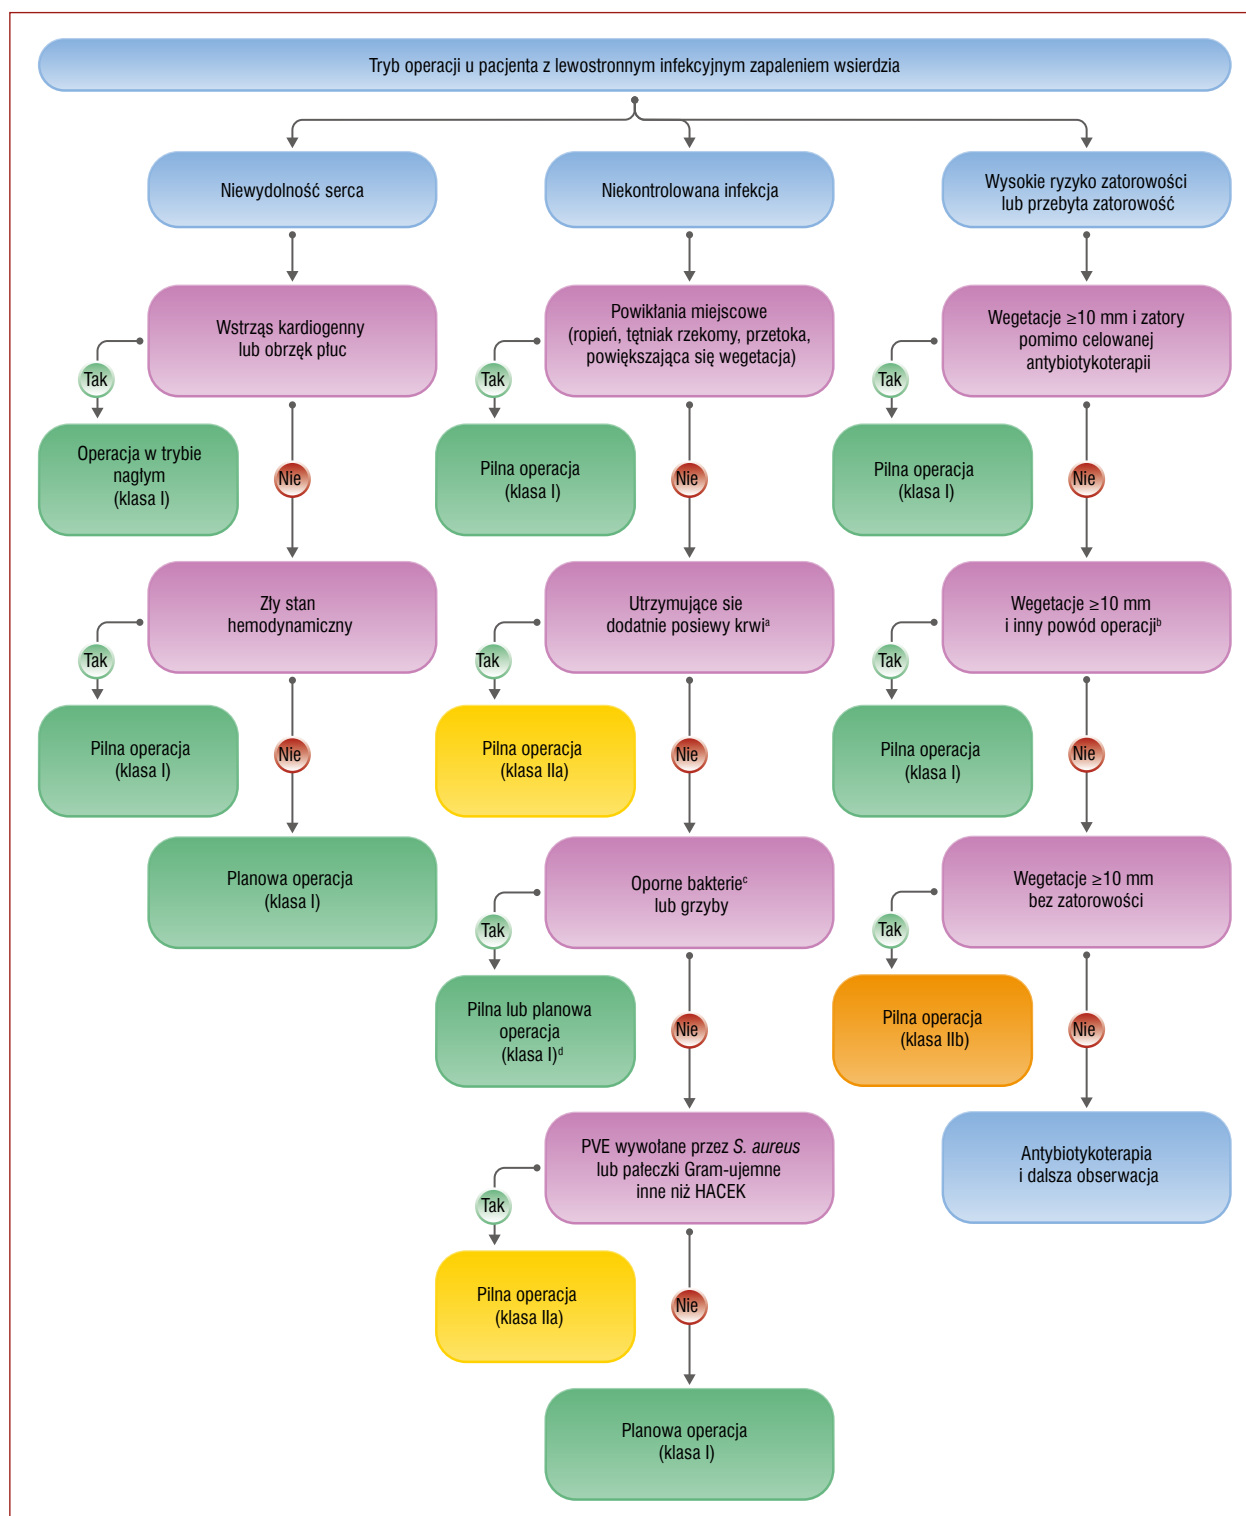 Tryb operacji u pacjenta z lewostronnym infekcyjnym zapaleniem wsierdzia
Niewydolność serca
Niekontrolowana infekcja
Wysokie ryzyko zatorowości
lub przebyta zatorowość
Wstrząs kardiogenny
lub obrzęk płuc
Powikłania miejscowe
(ropień, tętniak rzekomy, przetoka,
powiększająca się wegetacja)
Wegetacje ≥10 mm i zatory
pomimo celowanej
antybiotykoterapii
Tak
Tak
Tak
Operacja w trybie
nagłym
(klasa I)
Nie
Pilna operacja
(klasa I)
Nie
Pilna operacja
(klasa I)
Nie
Zły stan
hemodynamiczny
Utrzymujące sie
dodatnie posiewy krwiᵃ
Wegetacje ≥10 mm
i inny powód operacjiᵇ
Tak
Tak
Tak
Pilna operacja
(klasa I)
Nie
Pilna operacja
(klasa IIa)
Nie
Pilna operacja
(klasa I)
Nie
Planowa operacja
(klasa I)
Oporne bakterieᶜ
lub grzyby
Wegetacje ≥10 mm
bez zatorowości
Tak
Tak
Pilna lub planowa
operacja
(klasa I)ᵈ
Nie
Pilna operacja
(klasa IIb)
Nie
PVE wywołane przez S. aureus
lub pałeczki Gram-ujemne
inne niż HACEK
Antybiotykoterapia
i dalsza obserwacja
Tak
Pilna operacja
(klasa IIa)
Nie
Planowa operacja
(klasa I)